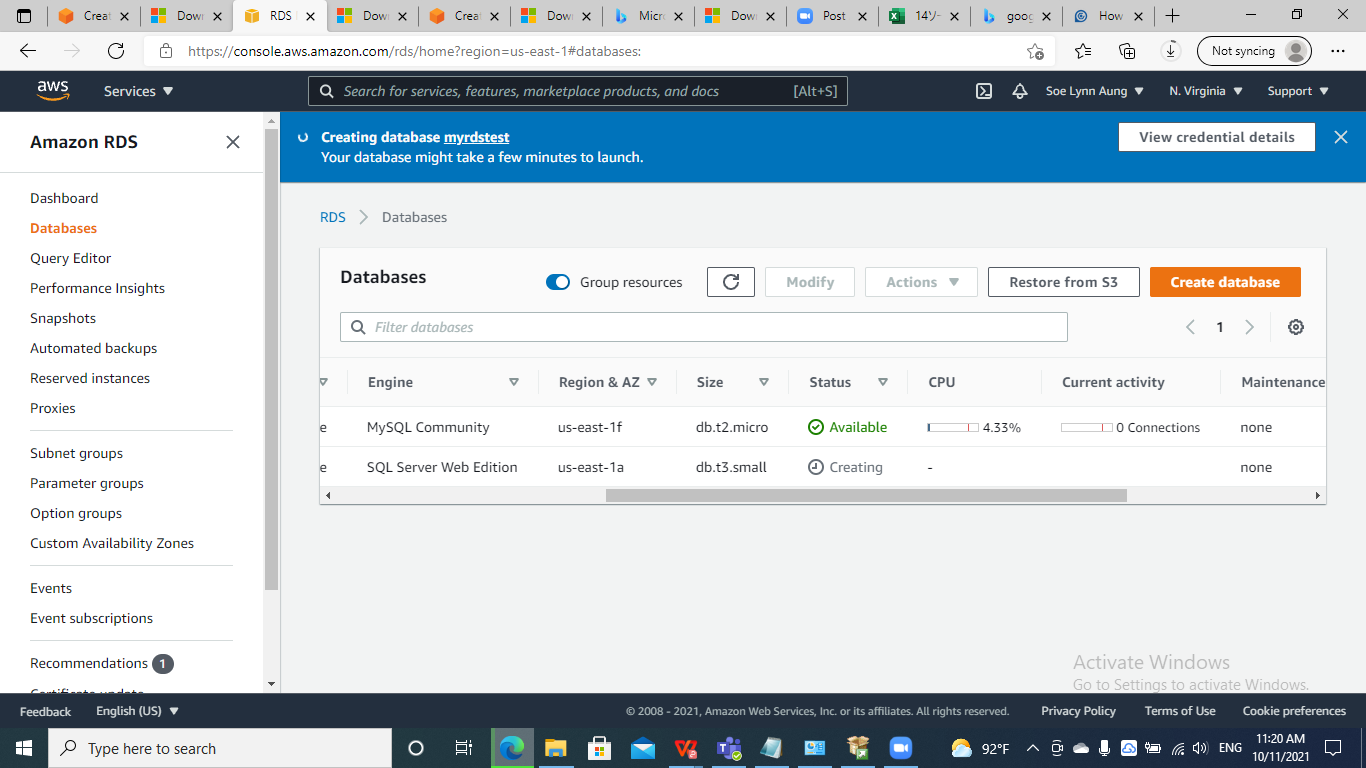 Creat
Down
RDS
Dow
Creat
Dow
Micr
Dow
Post
14ソー
goog
How
https://console.aws.amazon.com/rds/home?region=us-east-1#databases:
Not syncing
aws
Services
Search for services, features, marketplace products, and docs [Alt+S]
Soe Lynn Aung
N. Virginia
Support
Amazon RDS
Dashboard
Databases
Query Editor
Performance Insights
Snapshots
Automated backups
Reserved instances
Proxies
Subnet groups
Parameter groups
Option groups
Custom Availability Zones
Events
Event subscriptions
Recommendations 1
Certificate update
Creating database myrdstest
Your database might take a few minutes to launch.
View credential details
RDS > Databases
Databases
Group resources
Modify
Actions
Restore from S3
Create database
Filter databases
1
Engine Region & AZ Size Status CPU Current activity Maintenance
e MySQL Community us-east-1f db.t2.micro Available 4.33% 0 Connections none
e SQL Server Web Edition us-east-1a db.t3.small Creating - none
Activate Windows
Go to Settings to activate Windows.
Feedback English (US) © 2008 - 2021, Amazon Web Services, Inc. or its affiliates. All rights reserved. Privacy Policy Terms of Use Cookie preferences
Type here to search
92°F
ENG
11:20 AM
10/11/2021